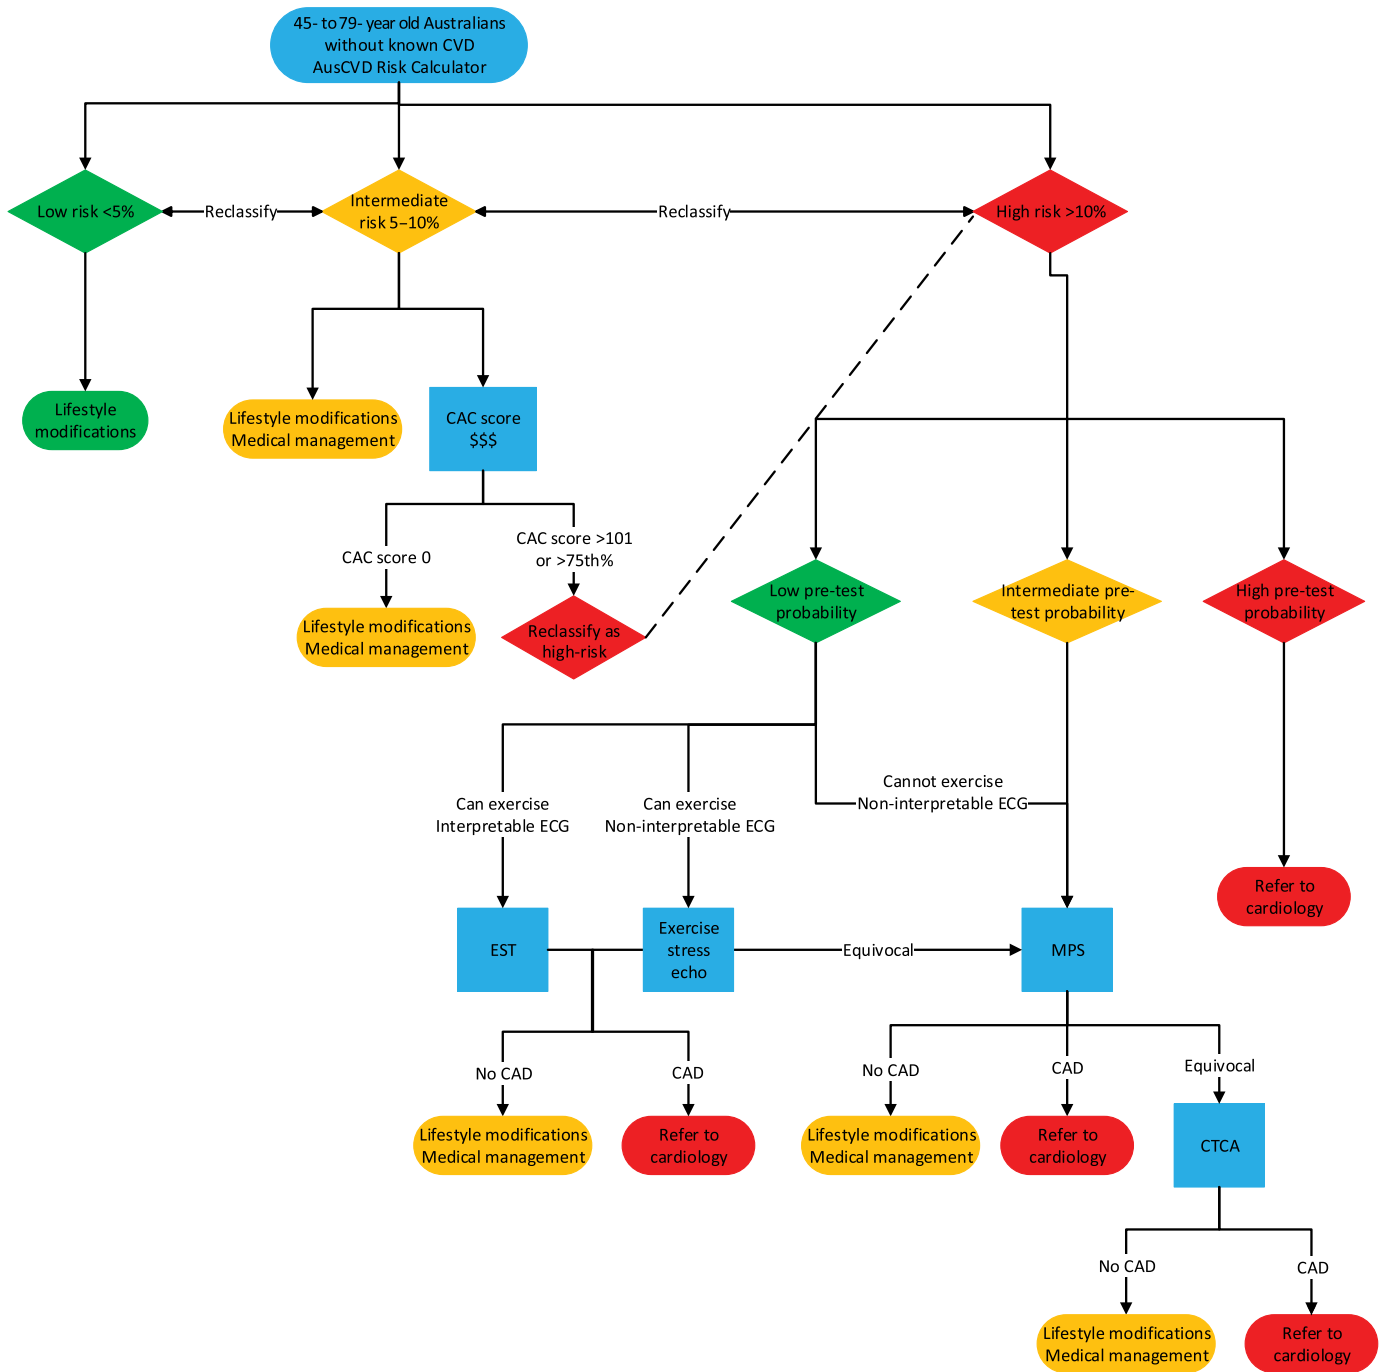 45- to 79- year old Australians
without known CVD
AusCVD Risk Calculator
Low risk <5%
Reclassify
Intermediate
risk 5–10%
Reclassify
High risk >10%
Lifestyle
modifications
Lifestyle modifications
Medical management
CAC score
$$$
CAC score 0
CAC score >101
or >75th%
Lifestyle modifications
Medical management
Reclassify as
high-risk
Low pre-test
probability
Intermediate pre-
test probability
High pre-test
probability
Can exercise
Interpretable ECG
Can exercise
Non-interpretable ECG
Cannot exercise
Non-interpretable ECG
Refer to
cardiology
EST
Exercise
stress
echo
Equivocal
MPS
No CAD
CAD
No CAD
CAD
Equivocal
Lifestyle modifications
Medical management
Refer to
cardiology
Lifestyle modifications
Medical management
Refer to
cardiology
CTCA
No CAD
CAD
Lifestyle modifications
Medical management
Refer to
cardiology